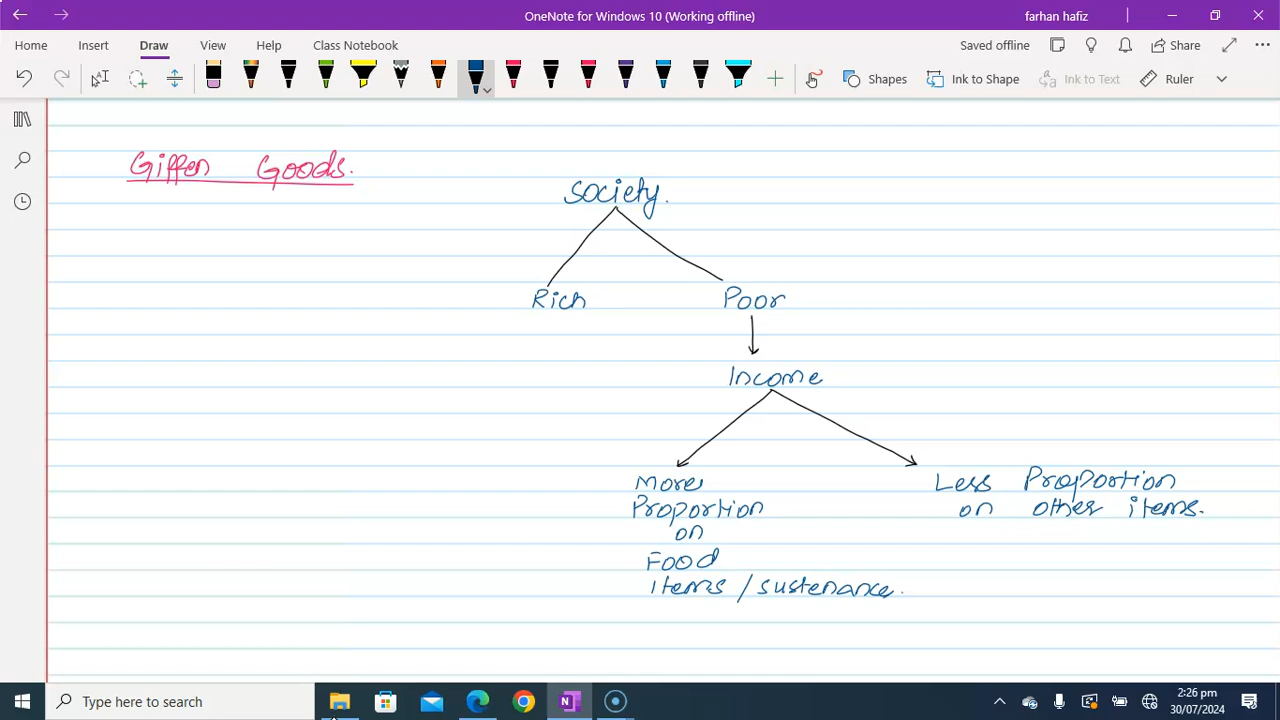 OneNote for Windows 10 (Working offline)
farhan hafiz
Home Insert Draw View Help Class Notebook
Saved offline
Share
Shapes
Ink to Shape
Ink to Text
Ruler
Giffen Goods.
Society.
Rich Poor
Income
More
Proportion
on
Food
items / sustenance.
Less Proportion
on other items.
Type here to search
2:26 pm
30/07/2024